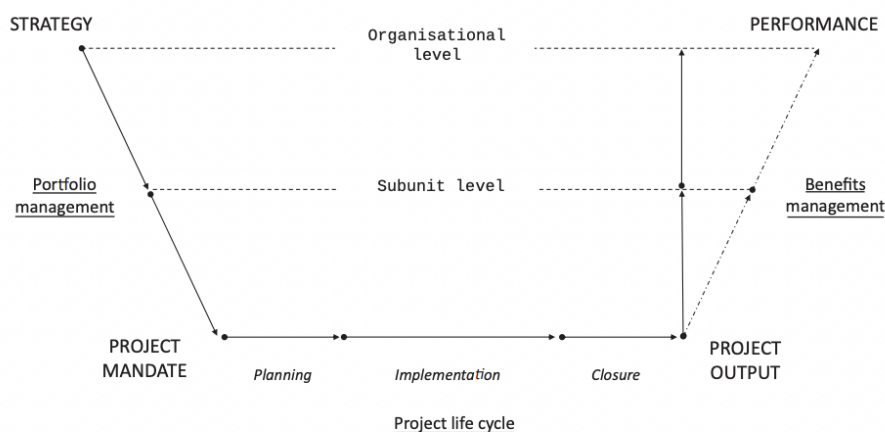 STRATEGY
PERFORMANCE
Organisational
level
Portfolio
management
Subunit level
Benefits
management
PROJECT
MANDATE
PROJECT
OUTPUT
Planning
Implementation
Closure
Project life cycle